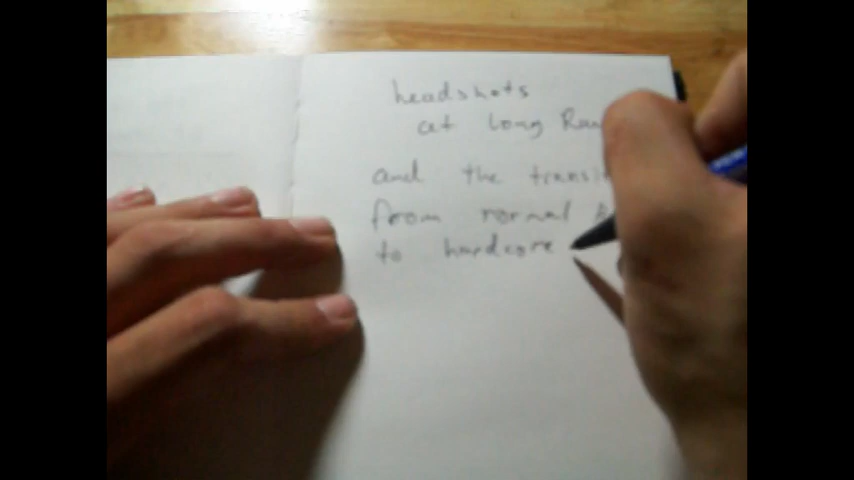 headshots
at Long
and the
from normal
to hardcore